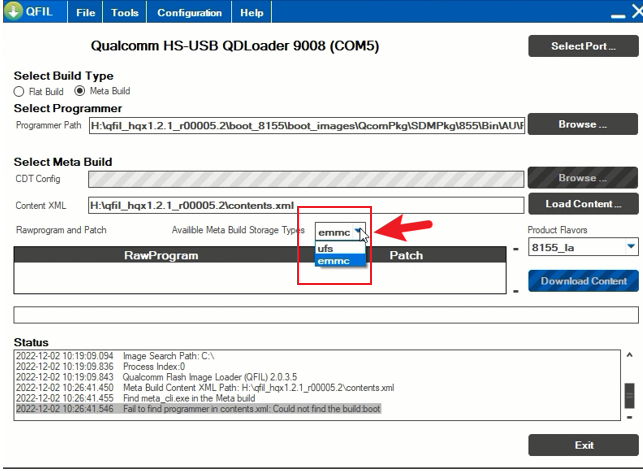 QFIL File Tools Configuration Help
Qualcomm HS-USB QDLoader 9008 (COM5)
Select Port ...
Select Build Type
Flat Build Meta Build
Select Programmer
Programmer Path H:\qfil_hqx1.2.1_r00005.2\boot_8155\boot_images\QcomPkg\SDMPkg\855\Bin\AU\F Browse ...
Select Meta Build
CDT Config Browse ...
Content XML H:\qfil_hqx1.2.1_r00005.2\contents.xml Load Content ...
Rawprogram and Patch Availible Meta Build Storage Types emmc Product Flavors
ufs
emmc
8155_la
RawProgram Patch
Download Content
Status
2022-12-02 10:19:09.094 Image Search Path: C:\
2022-12-02 10:19:09.836 Process Index:0
2022-12-02 10:19:09.843 Qualcomm Flash Image Loader (QFIL) 2.0.3.5
2022-12-02 10:26:41.450 Meta Build Content XML Path: H:\qfil_hqx1.2.1_r00005.2\contents.xml
2022-12-02 10:26:41.455 Find meta_cli.exe in the Meta build
2022-12-02 10:26:41.546 Fail to find programmer in contents.xml: Could not find the build:boot
Exit